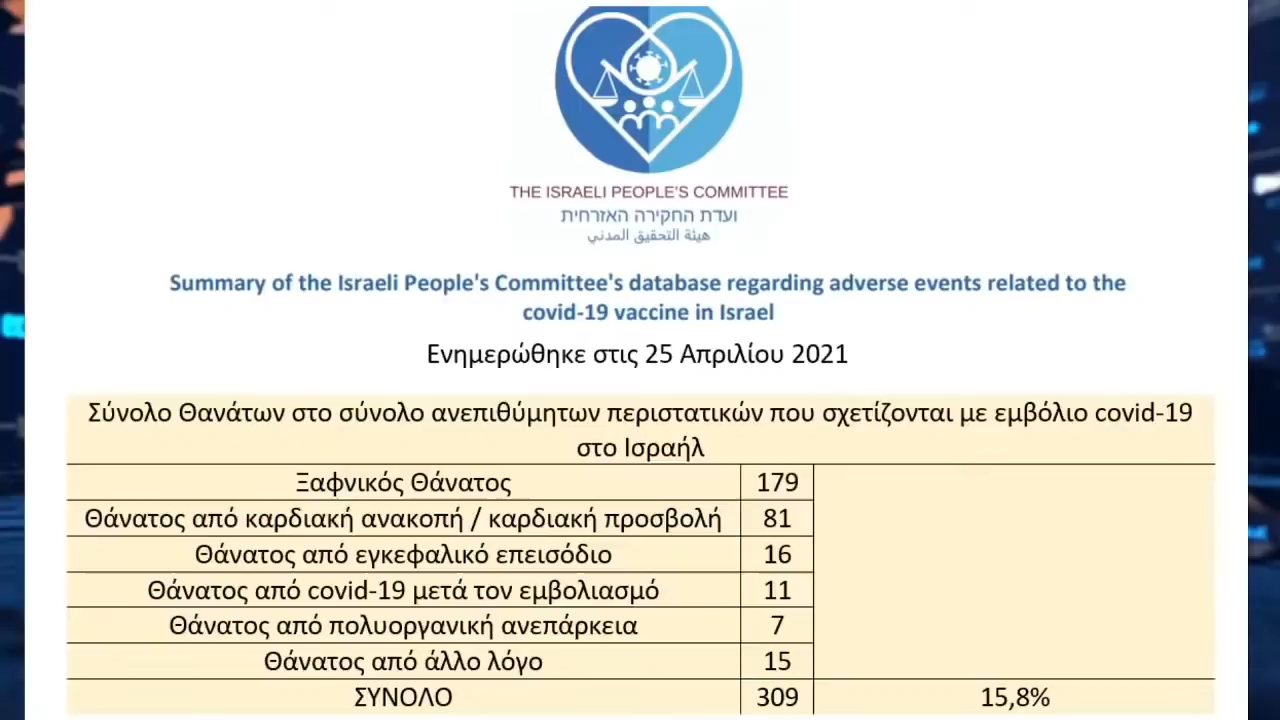 THE ISRAELI PEOPLE'S COMMITTEE
ועדת החקירה האזרחית
هيئة التحقيق المدني
Summary of the Israeli People's Committee's database regarding adverse events related to the
covid-19 vaccine in Israel
Ενημερώθηκε στις 25 Απριλίου 2021
Σύνολο Θανάτων στο σύνολο ανεπιθύμητων περιστατικών που σχετίζονται με εμβόλιο covid-19
στο Ισραήλ
Ξαφνικός Θάνατος 179
Θάνατος από καρδιακή ανακοπή / καρδιακή προσβολή 81
Θάνατος από εγκεφαλικό επεισόδιο 16
Θάνατος από covid-19 μετά τον εμβολιασμό 11
Θάνατος από πολυοργανική ανεπάρκεια 7
Θάνατος από άλλο λόγο 15
ΣΥΝΟΛΟ 309 15,8%